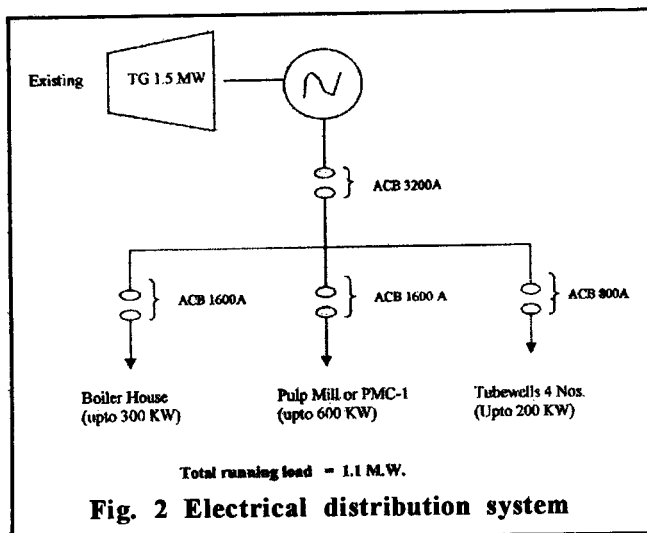 Existing
TG 1.5 MW
ACB 3200A
ACB 1600A
ACB 1600 A
ACB 800A
Boiler House
(upto 300 KW)
Pulp Mill or PMC-1
(upto 600 KW)
Tubewells 4 Nos.
(Upto 200 KW)
Total running load = 1.1 M.W.
Fig. 2 Electrical distribution system